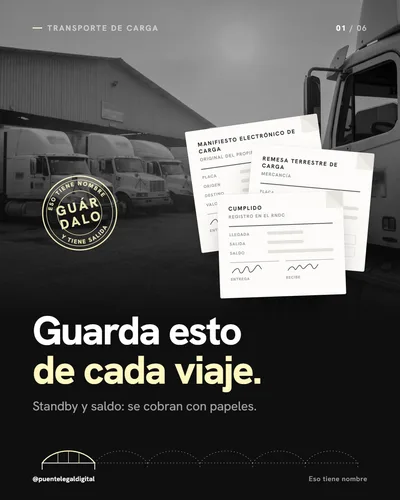 TRANSPORTE DE CARGA
01 / 06
MANIFIESTO ELECTRÓNICO DE
CARGA
ORIGINAL DEL PROPIE
PLACA
ORIGEN
DESTINO
VALO
REMESA TERRESTRE DE
CARGA
MERCANCÍA
PLACA
CUMPLIDO
REGISTRO EN EL RNDC
LLEGADA
SALIDA
SALDO
ENTREGA
RECIBE
ESO TIENE NOMBRE
GUÁR
DALO
Y TIENE SALIDA
Guarda esto
de cada viaje.
Standby y saldo: se cobran con papeles.
@puentelegaldigital
Eso tiene nombre